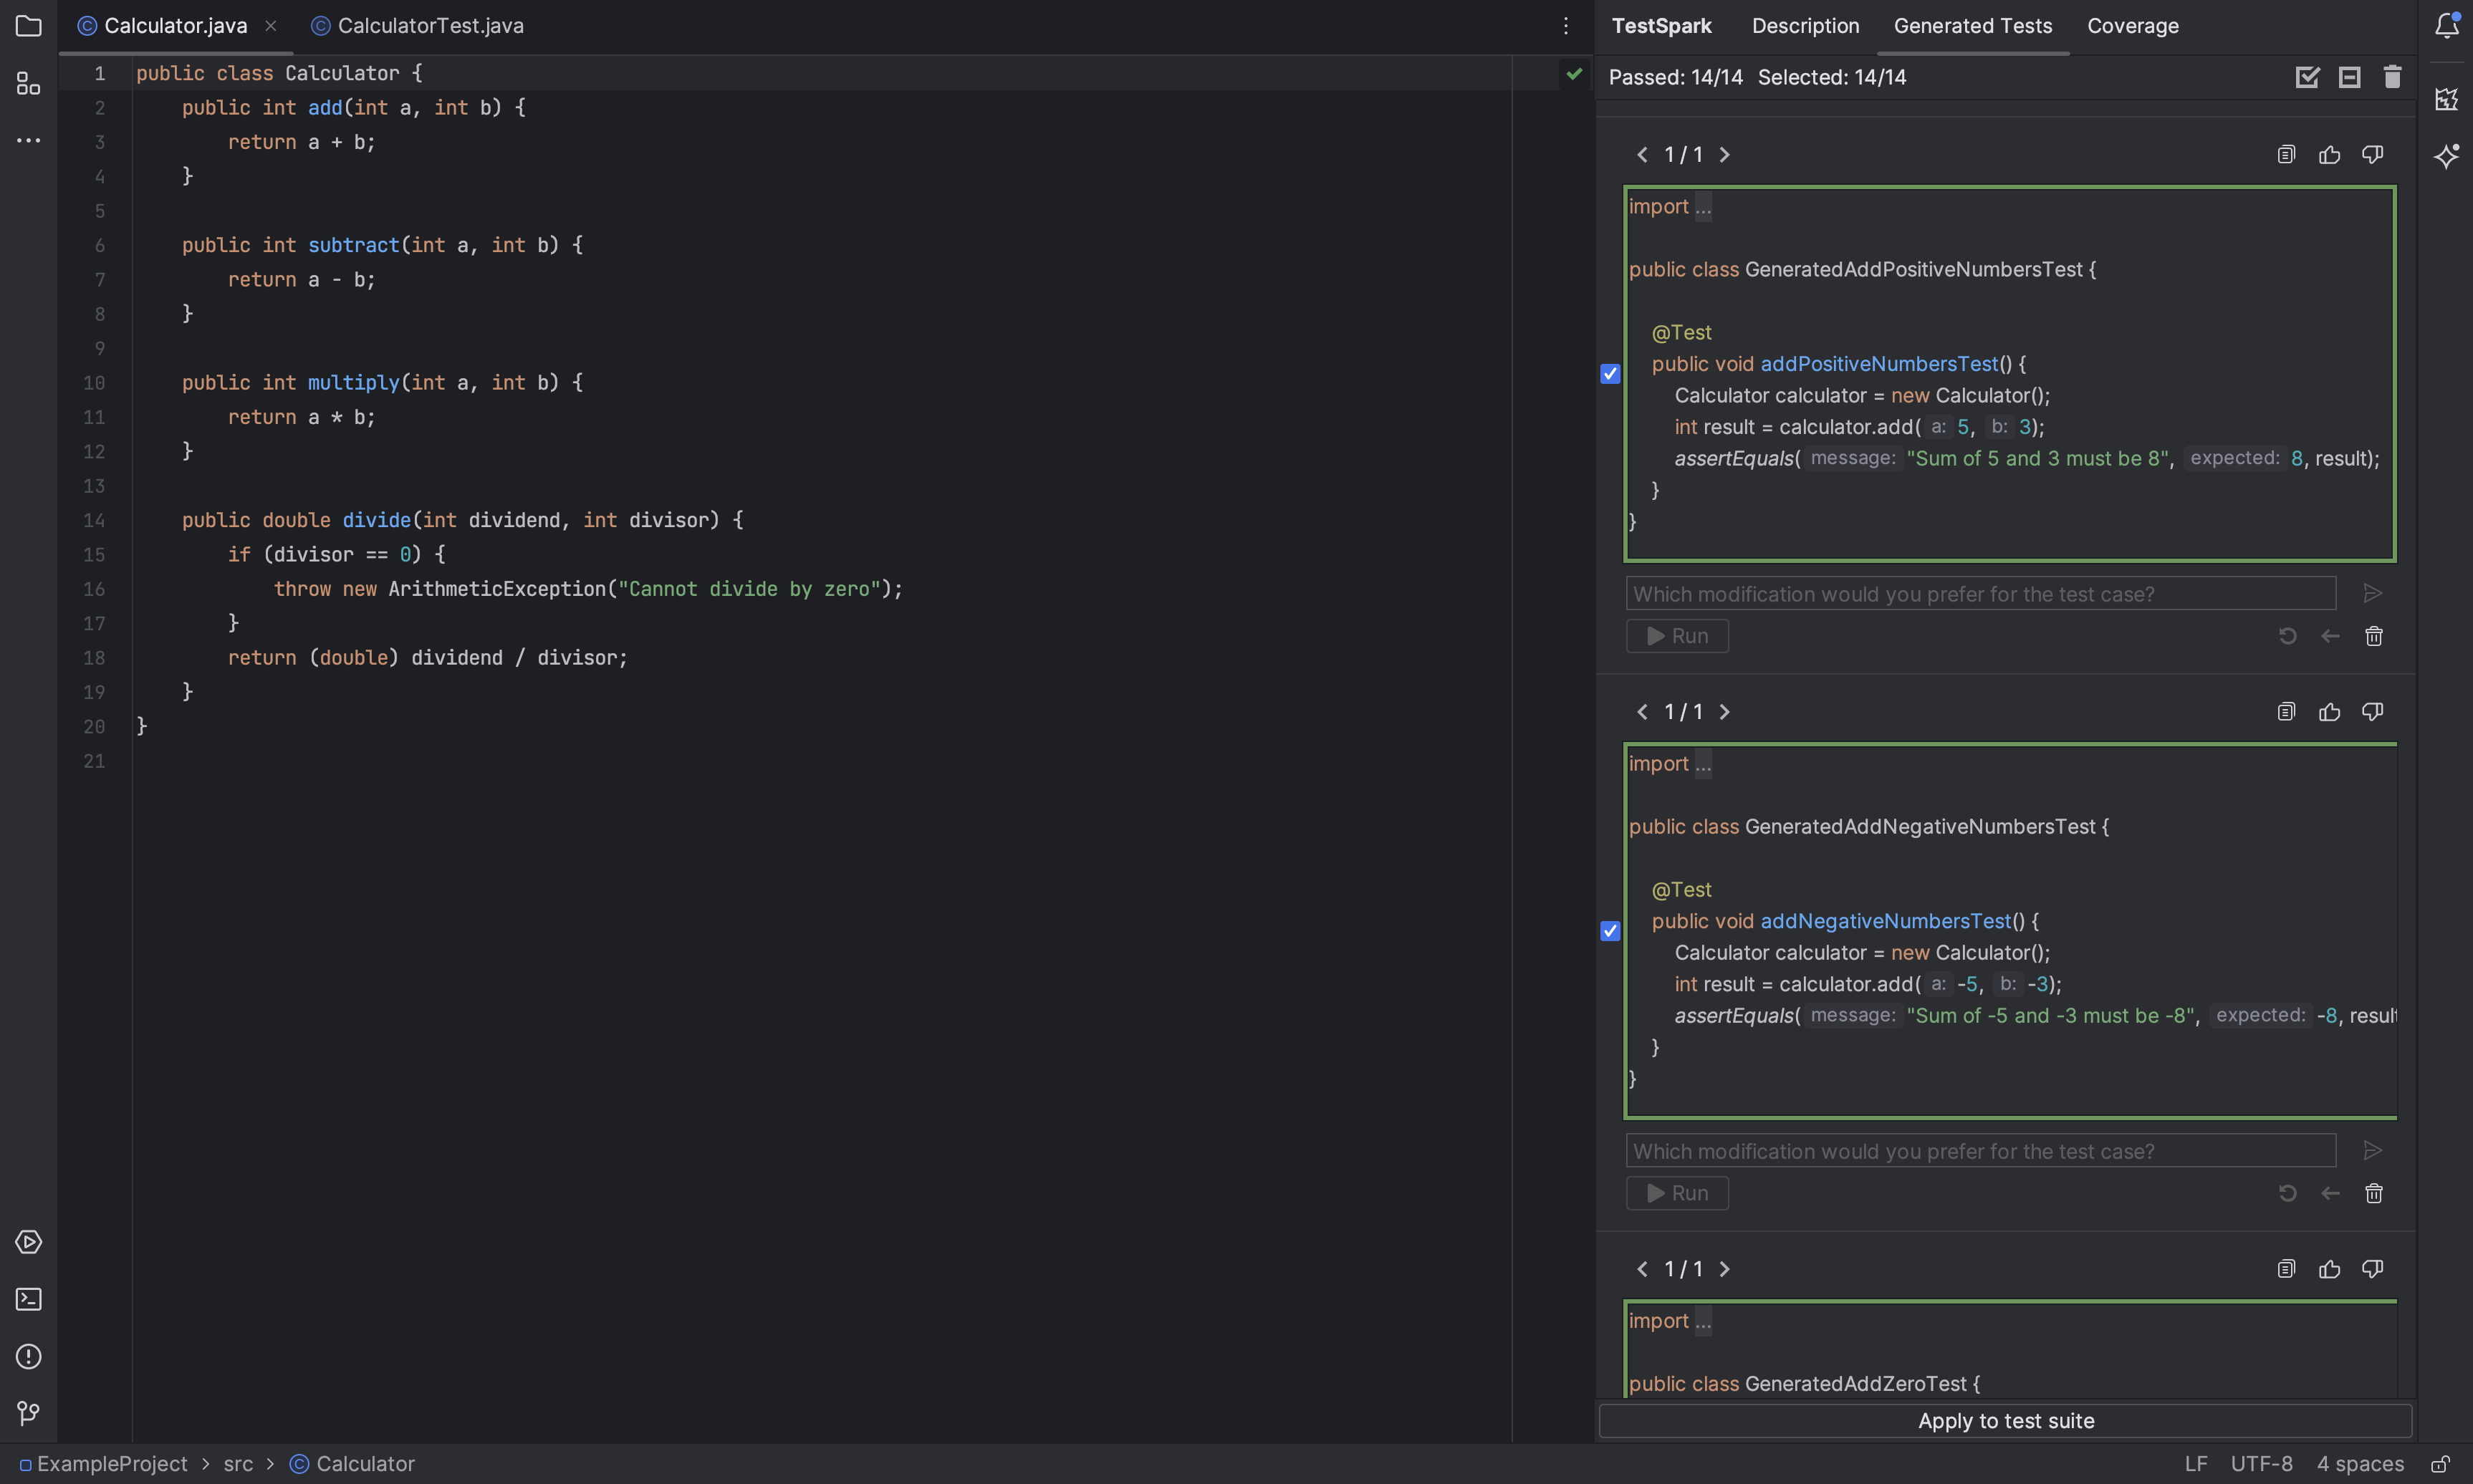 Calculator.java
CalculatorTest.java
1 public class Calculator {
2 public int add(int a, int b) {
3 return a + b;
4 }
5
6 public int subtract(int a, int b) {
7 return a - b;
8 }
9
10 public int multiply(int a, int b) {
11 return a * b;
12 }
13
14 public double divide(int dividend, int divisor) {
15 if (divisor == 0) {
16 throw new ArithmeticException("Cannot divide by zero");
17 }
18 return (double) dividend / divisor;
19 }
20 }
21
TestSpark Description Generated Tests Coverage
Passed: 14/14 Selected: 14/14
1 / 1
import ...
public class GeneratedAddPositiveNumbersTest {
@Test
public void addPositiveNumbersTest() {
Calculator calculator = new Calculator();
int result = calculator.add( a: 5, b: 3);
assertEquals( message: "Sum of 5 and 3 must be 8", expected: 8, result);
}
}
Which modification would you prefer for the test case?
Run
1 / 1
import ...
public class GeneratedAddNegativeNumbersTest {
@Test
public void addNegativeNumbersTest() {
Calculator calculator = new Calculator();
int result = calculator.add( a: -5, b: -3);
assertEquals( message: "Sum of -5 and -3 must be -8", expected: -8, result
}
}
Which modification would you prefer for the test case?
Run
1 / 1
import ...
public class GeneratedAddZeroTest {
Apply to test suite
ExampleProject > src > Calculator
LF UTF-8 4 spaces